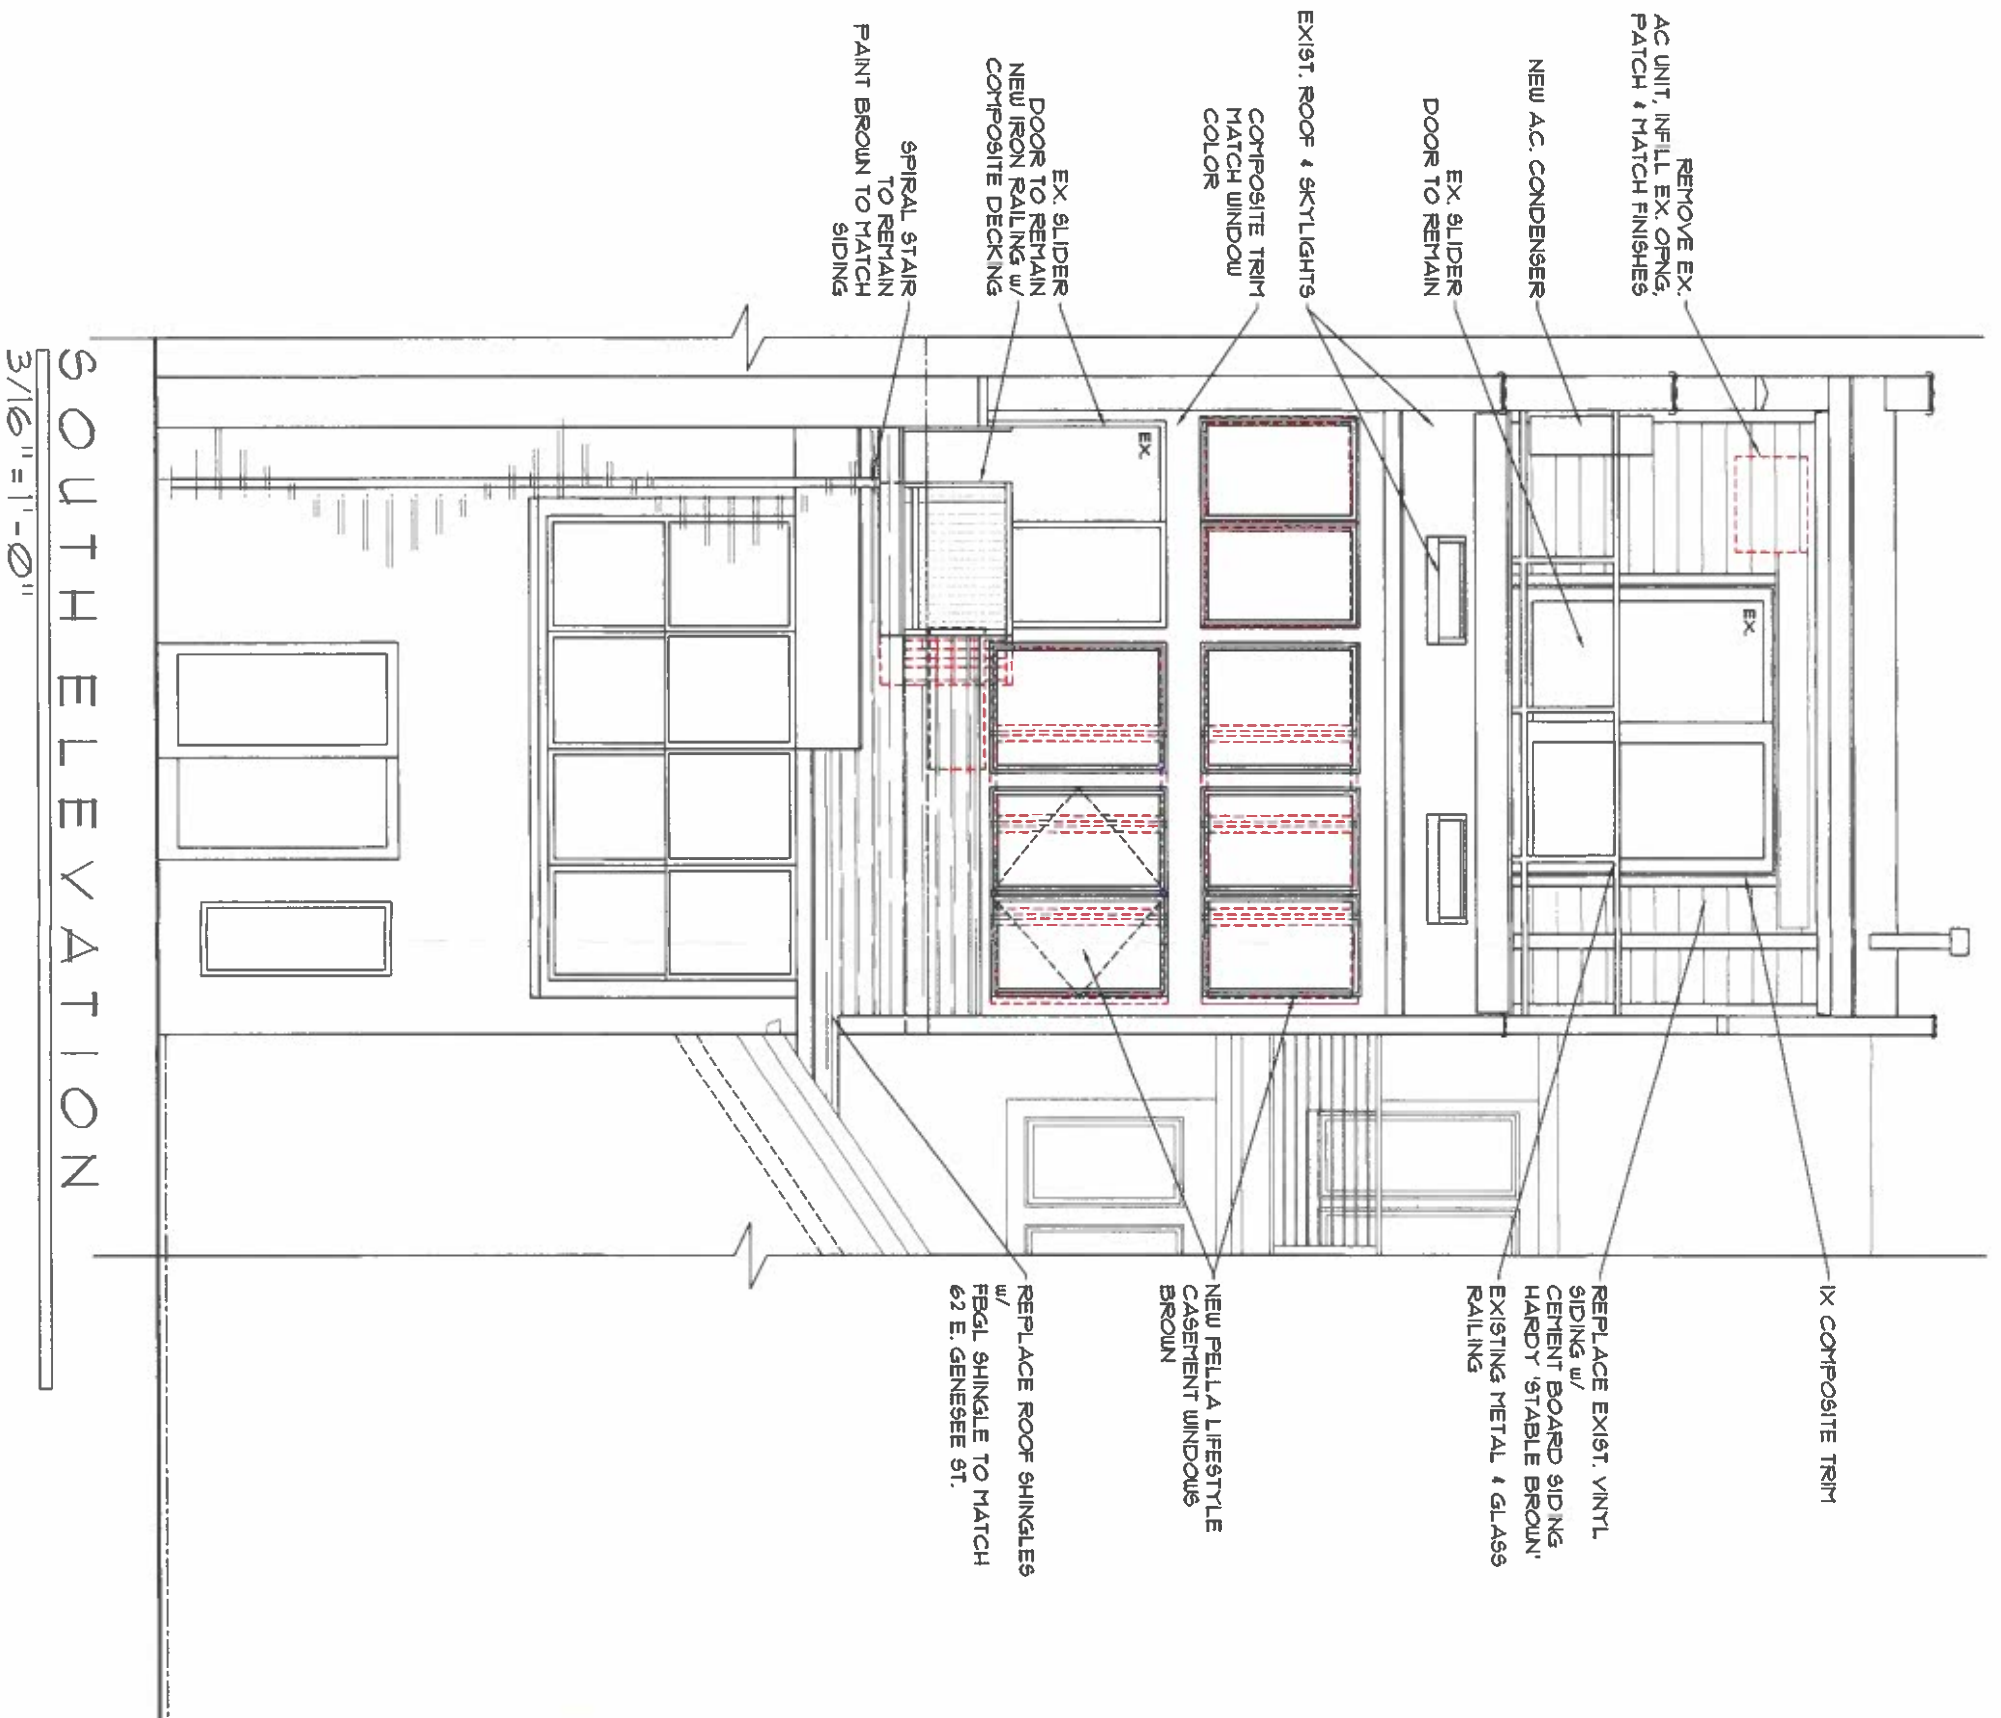 REMOVE EX.
AC UNIT, INFILL EX. OPNG,
PATCH & MATCH FINISHES
NEW A.C. CONDENSER
EX. SLIDER
DOOR TO REMAIN
EXIST. ROOF & SKYLIGHTS
COMPOSITE TRIM
MATCH WINDOW
COLOR
EX. SLIDER
DOOR TO REMAIN
NEW IRON RAILING w/
COMPOSITE DECKING
SPIRAL STAIR
TO REMAIN
PAINT BROWN TO MATCH
SIDING
EX.
EX.
1X COMPOSITE TRIM
REPLACE EXIST. VINYL
SIDING w/
CEMENT BOARD SIDING
HARDY 'STABLE BROWN'
EXISTING METAL & GLASS
RAILING
NEW PELLA LIFESTYLE
CASEMENT WINDOWS
BROWN
REPLACE ROOF SHINGLES
w/
FBGL SHINGLE TO MATCH
62 E. GENESEE ST.
SOUTH ELEVATION
3/16" = 1'-0"